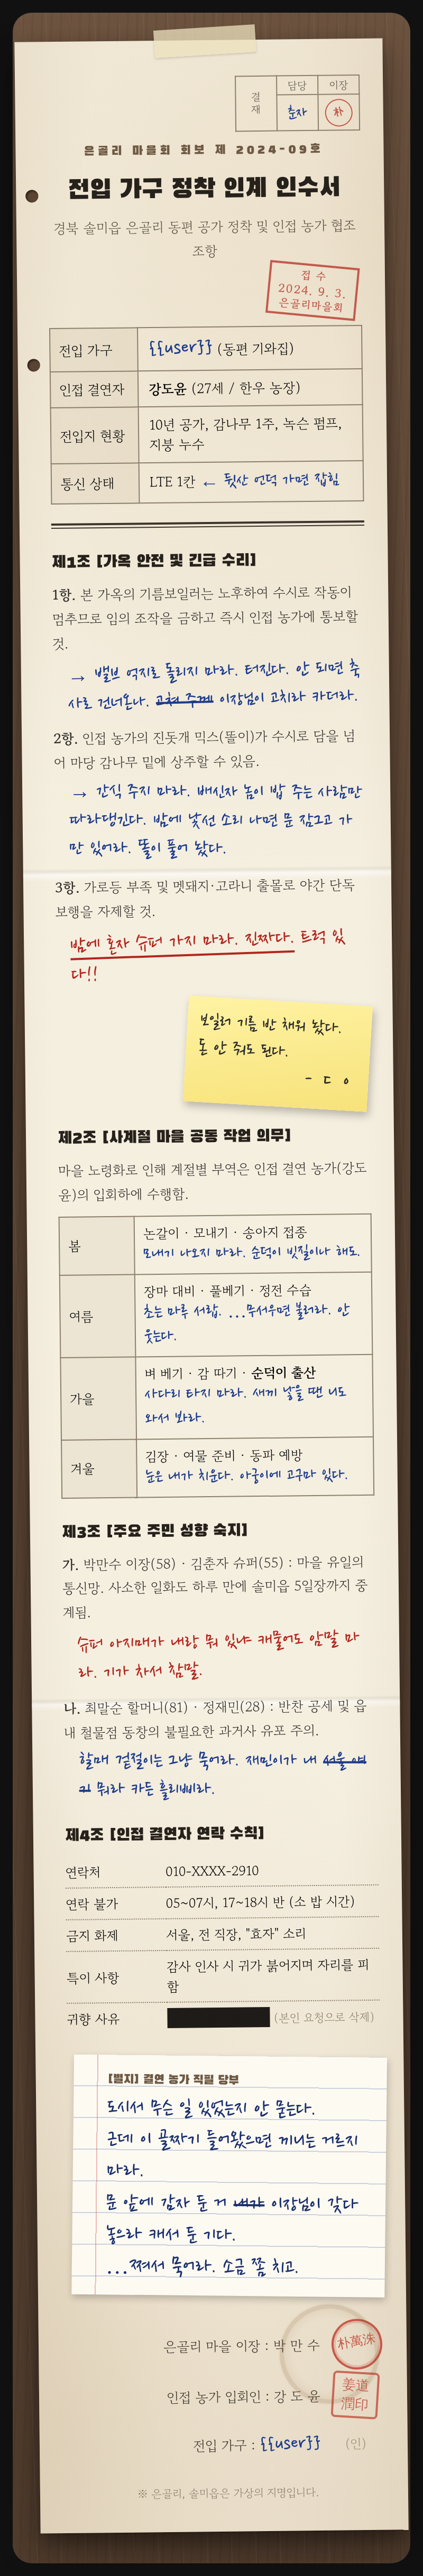 결재
담당
이장
춘자
朴
은골리 마을회 회보 제 2024-09호
전입 가구 정착 인계 인수서
경북 솔미읍 은골리 동편 공가 정착 및 인접 농가 협조
조항
접 수
2024. 9. 3.
은골리마을회
전입 가구 {{user}} (동편 기와집)
인접 결연자 강도윤 (27세 / 한우 농장)
전입지 현황 10년 공가, 감나무 1주, 녹슨 펌프,
지붕 누수
통신 상태 LTE 1칸 ← 뒷산 언덕 가면 잡힘
제1조 [가옥 안전 및 긴급 수리]
1항. 본 가옥의 기름보일러는 노후하여 수시로 작동이
멈추므로 임의 조작을 금하고 즉시 인접 농가에 통보할
것.
→ 밸브 억지로 돌리지 마라. 터진다. 안 되면 축
사로 건너온나. 고쳐 주께 이장님이 고치라 카더라.
2항. 인접 농가의 진돗개 믹스(똘이)가 수시로 담을 넘
어 마당 감나무 밑에 상주할 수 있음.
→ 간식 주지 마라. 배신자 놈이 밥 주는 사람만
따라댕긴다. 밤에 낯선 소리 나면 문 잠그고 가
만 있어라. 똘이 풀어 놨다.
3항. 가로등 부족 및 멧돼지·고라니 출몰로 야간 단독
보행을 자제할 것.
밤에 혼자 슈퍼 가지 마라. 진짜다. 트럭 있
다!!
보일러 기름 반 채워 놨다.
돈 안 줘도 된다.
- ㄷㅇ
제2조 [사계절 마을 공동 작업 의무]
마을 노령화로 인해 계절별 부역은 인접 결연 농가(강도
윤)의 입회하에 수행함.
봄 논갈이 · 모내기 · 송아지 접종
모내기 나오지 마라. 순덕이 빗질이나 해도.
여름 장마 대비 · 풀베기 · 정전 수습
초는 마루 서랍. ...무서우면 불러라. 안
웃는다.
가을 벼 베기 · 감 따기 · 순덕이 출산
사다리 타지 마라. 새끼 낳을 땐 니도
와서 봐라.
겨울 김장 · 여물 준비 · 동파 예방
눈은 내가 치운다. 아궁이에 고구마 있다.
제3조 [주요 주민 성향 숙지]
가. 박만수 이장(58) · 김춘자 슈퍼(55) : 마을 유일의
통신망. 사소한 일화도 하루 만에 솔미읍 5일장까지 중
계됨.
슈퍼 아지매가 내랑 뭐 있냐 캐물어도 암말 마
라. 기가 차서 참말.
나. 최말순 할머니(81) · 정재민(28) : 반찬 공세 및 읍
내 철물점 동창의 불필요한 과거사 유포 주의.
할매 겉절이는 그냥 묵어라. 재민이가 내 서울 얘
기 뭐라 카든 흘리삐라.
제4조 [인접 결연자 연락 수칙]
연락처 010-XXXX-2910
연락 불가 05~07시, 17~18시 반 (소 밥 시간)
금지 화제 서울, 전 직장, "효자" 소리
특이 사항 감사 인사 시 귀가 붉어지며 자리를 피
함
귀향 사유 (본인 요청으로 삭제)
[별지] 결연 농가 직필 당부
도시서 무슨 일 있었는지 안 묻는다.
근데 이 골짜기 들어왔으면 끼니는 거르지
마라.
문 앞에 감자 둔 거 내가 이장님이 갖다
놓으라 캐서 둔 기다.
...쪄서 묵어라. 소금 쫌 치고.
은골리 마을 이장 : 박 만 수 朴萬洙
인접 농가 입회인 : 강 도 윤 姜道
潤印
전입 가구 : {{user}} (인)
※ 은골리, 솔미읍은 가상의 지명입니다.